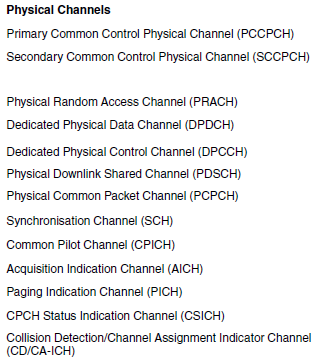 Physical Channels
Primary Common Control Physical Channel (PCCPCH)
Secondary Common Control Physical Channel (SCCPCH)
Physical Random Access Channel (PRACH)
Dedicated Physical Data Channel (DPDCH)
Dedicated Physical Control Channel (DPCCH)
Physical Downlink Shared Channel (PDSCH)
Physical Common Packet Channel (PCPCH)
Synchronisation Channel (SCH)
Common Pilot Channel (CPICH)
Acquisition Indication Channel (AICH)
Paging Indication Channel (PICH)
CPCH Status Indication Channel (CSICH)
Collision Detection/Channel Assignment Indicator Channel
(CD/CA-ICH)